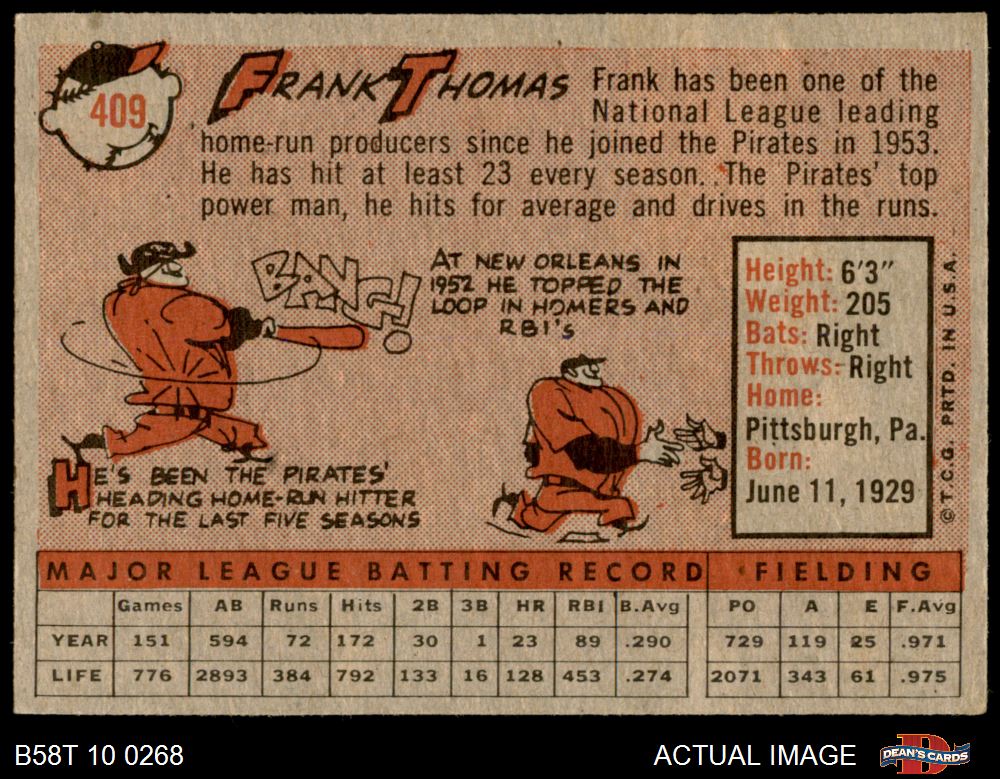 409
FRANK THOMAS
Frank has been one of the
National League leading
home-run producers since he joined the Pirates in 1953.
He has hit at least 23 every season. The Pirates' top
power man, he hits for average and drives in the runs.
BANG!
AT NEW ORLEANS IN
1952 HE TOPPED THE
LOOP IN HOMERS AND
RBI's
HE'S BEEN THE PIRATES'
HEADING HOME-RUN HITTER
FOR THE LAST FIVE SEASONS
Height: 6'3"
Weight: 205
Bats: Right
Throws: Right
Home:
Pittsburgh, Pa.
Born:
June 11, 1929
© T.C.G. PRTD. IN U.S.A.
MAJOR LEAGUE BATTING RECORD FIELDING
Games AB Runs Hits 2B 3B HR RBI B.Avg PO A E F.Avg
YEAR 151 594 72 172 30 1 23 89 .290 729 119 25 .971
LIFE 776 2893 384 792 133 16 128 453 .274 2071 343 61 .975
B58T 10 0268
ACTUAL IMAGE
DEAN'S CARDS